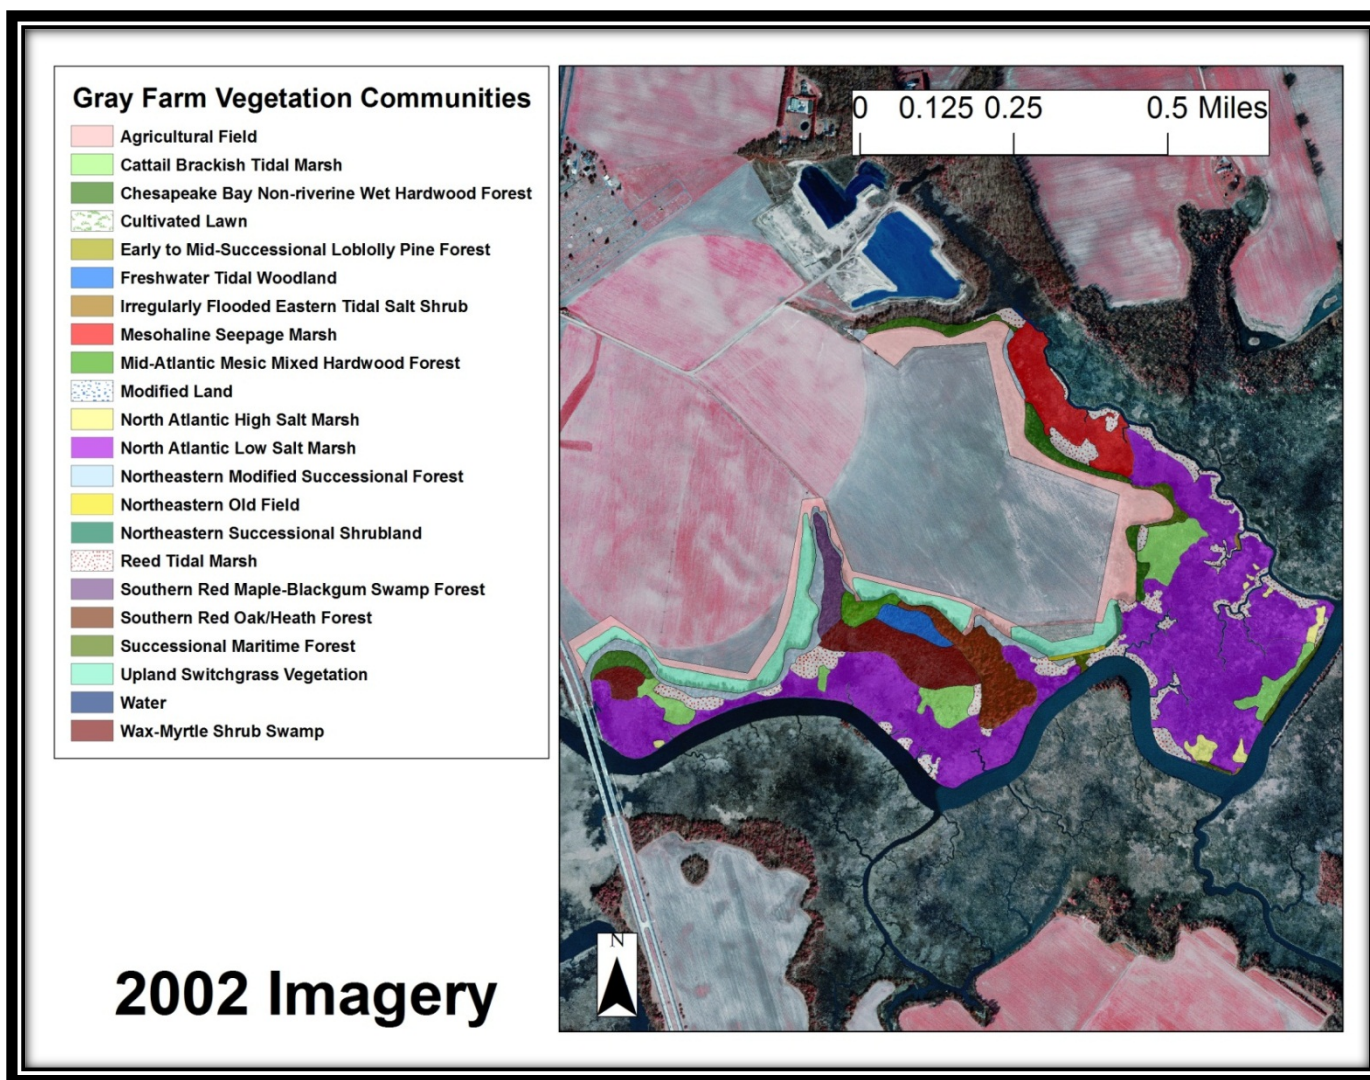 Gray Farm Vegetation Communities
Agricultural Field
Cattail Brackish Tidal Marsh
Chesapeake Bay Non-riverine Wet Hardwood Forest
Cultivated Lawn
Early to Mid-Successional Loblolly Pine Forest
Freshwater Tidal Woodland
Irregularly Flooded Eastern Tidal Salt Shrub
Mesohaline Seepage Marsh
Mid-Atlantic Mesic Mixed Hardwood Forest
Modified Land
North Atlantic High Salt Marsh
North Atlantic Low Salt Marsh
Northeastern Modified Successional Forest
Northeastern Old Field
Northeastern Successional Shrubland
Reed Tidal Marsh
Southern Red Maple-Blackgum Swamp Forest
Southern Red Oak/Heath Forest
Successional Maritime Forest
Upland Switchgrass Vegetation
Water
Wax-Myrtle Shrub Swamp
2002 Imagery
0 0.125 0.25 0.5 Miles
N